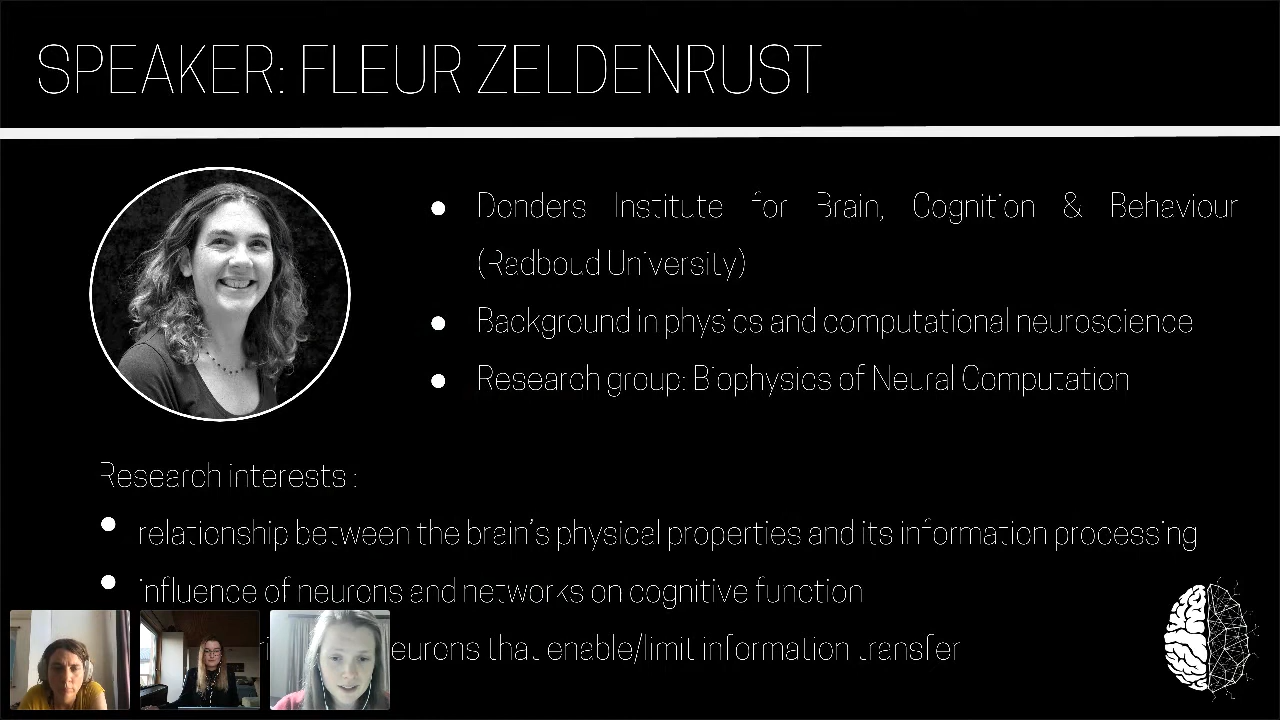 SPEAKER: FLEUR ZELDENRUST
Donders Institute for Brain, Cognition & Behaviour
(Radboud University)
Background in physics and computational neuroscience
Research group: Biophysics of Neural Computation
Research interests :
relationship between the brain's physical properties and its information processing
influence of neurons and networks on cognitive function
that enable/limit information transfer